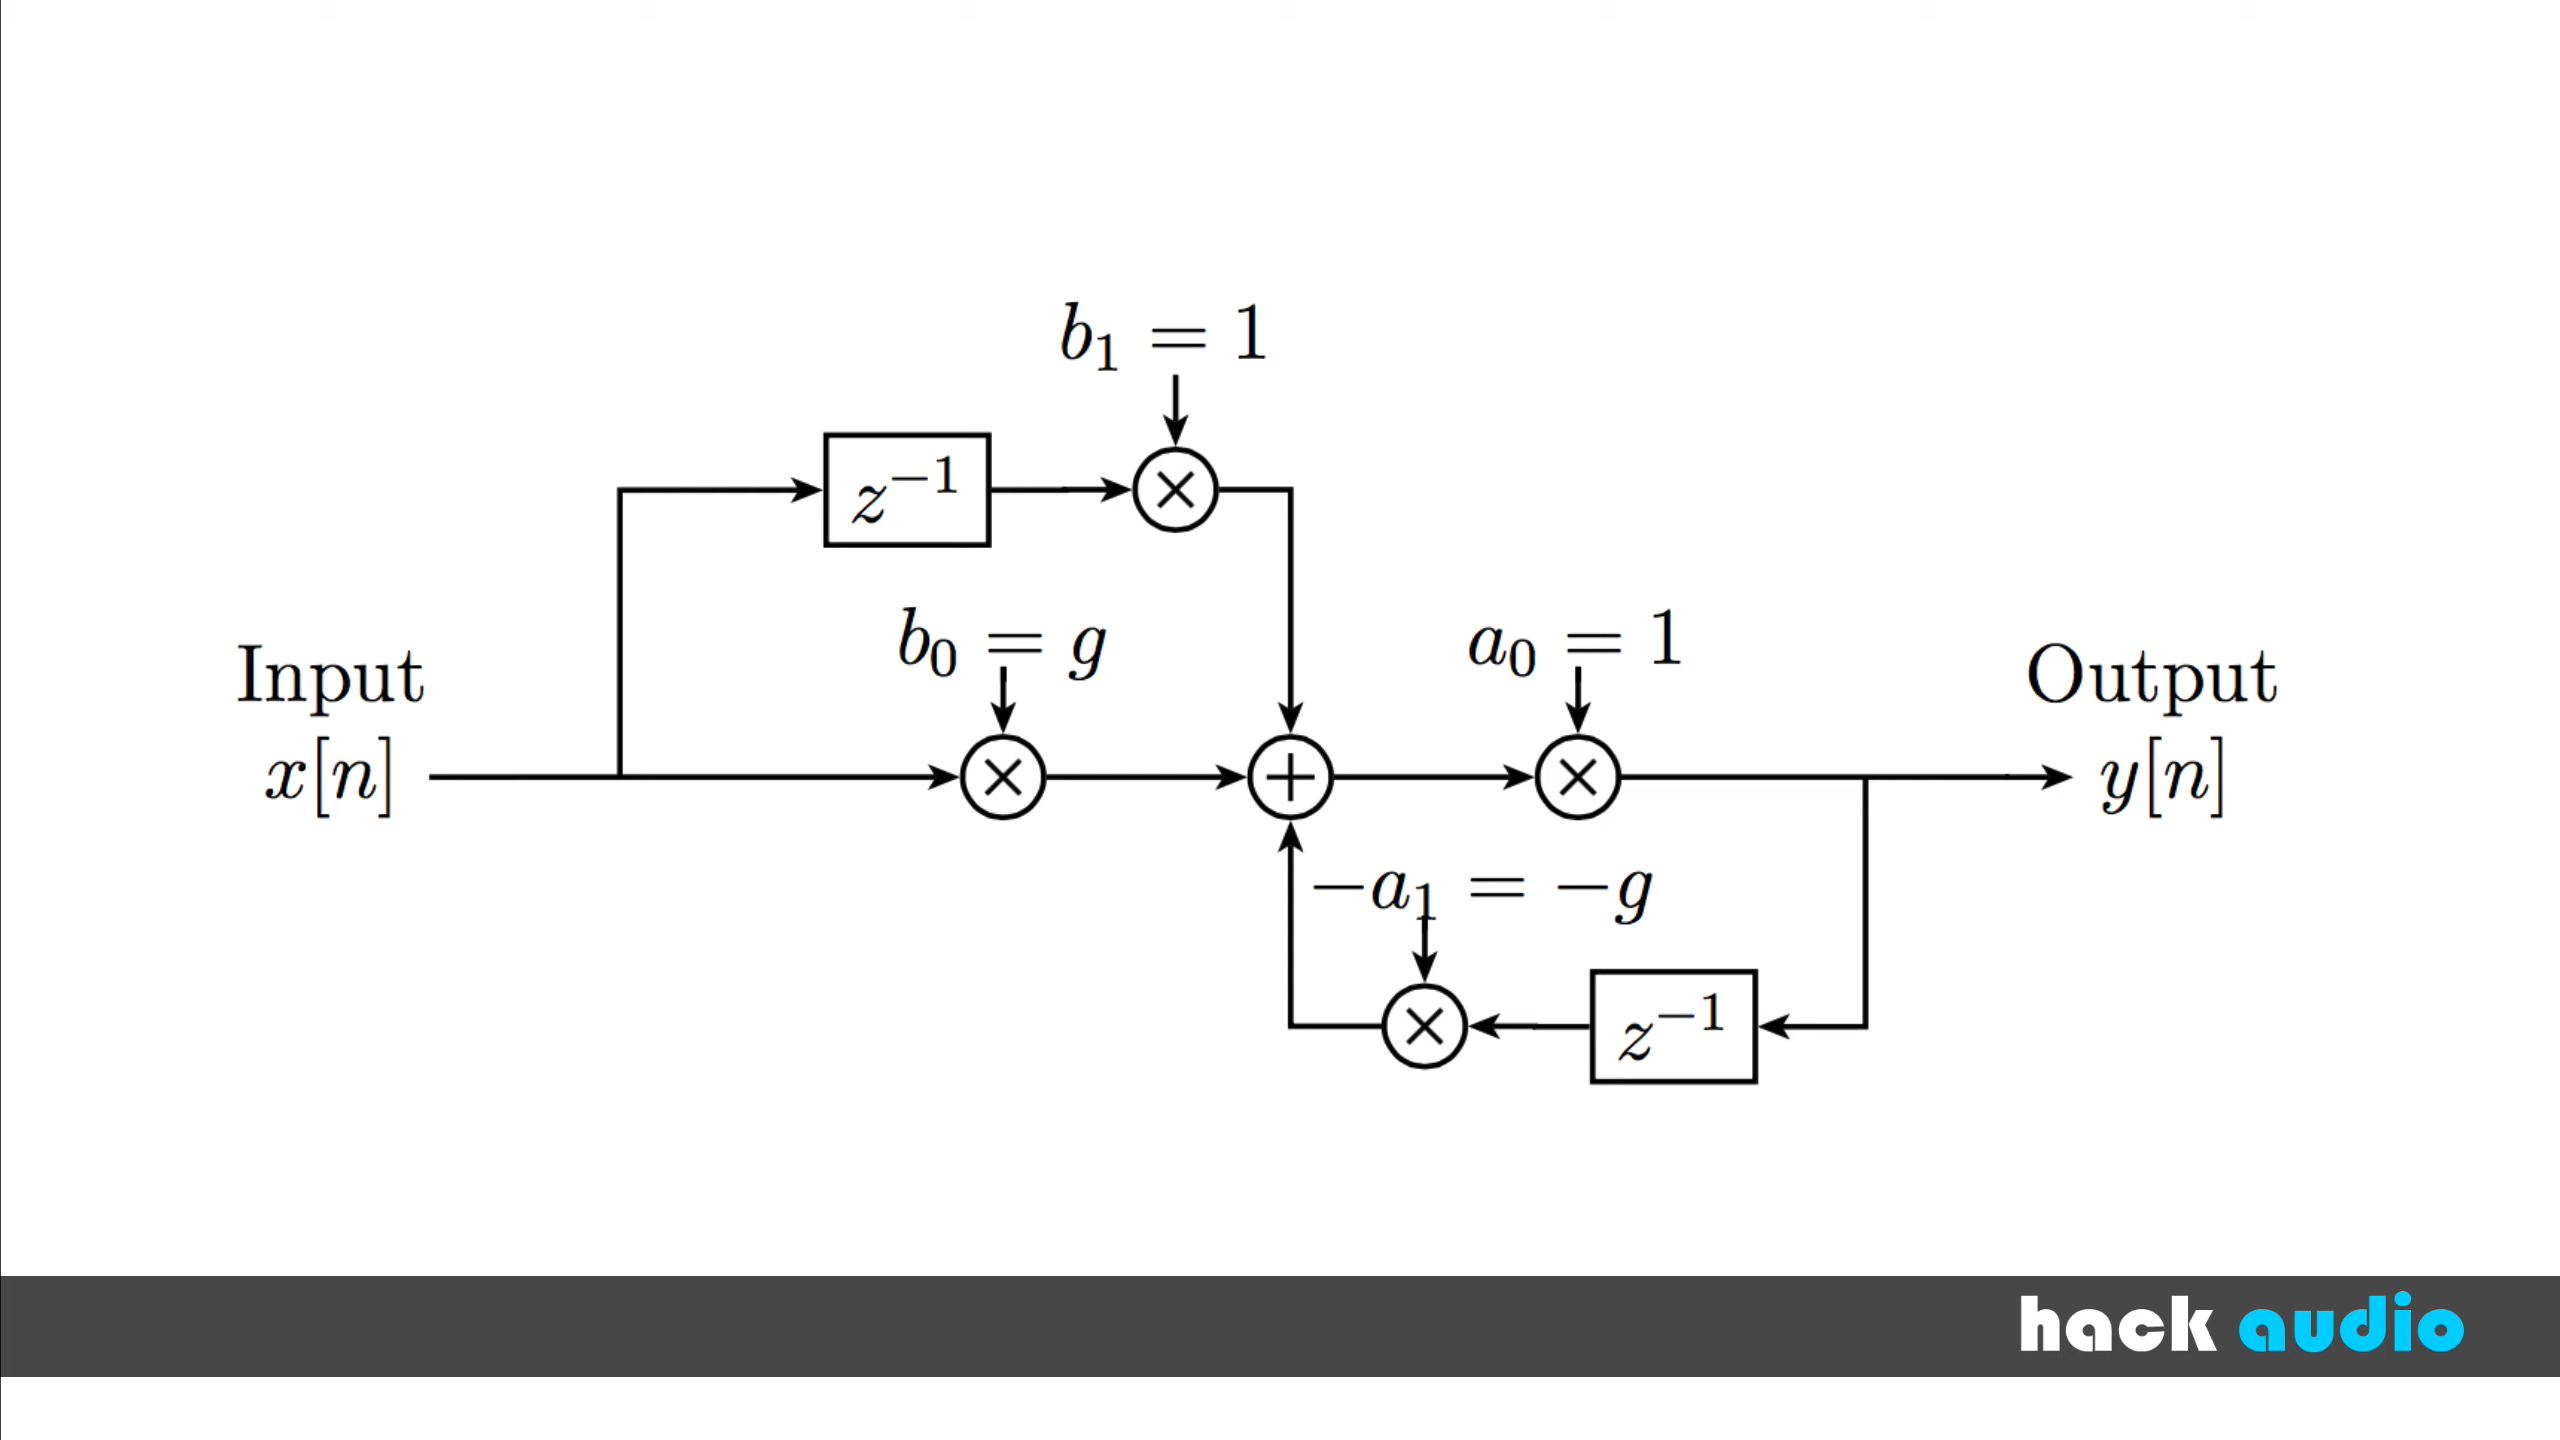 b₁ = 1
z⁻¹
b₀ = g
a₀ = 1
Input
x[n]
Output
y[n]
−a₁ = −g
z⁻¹
hack audio